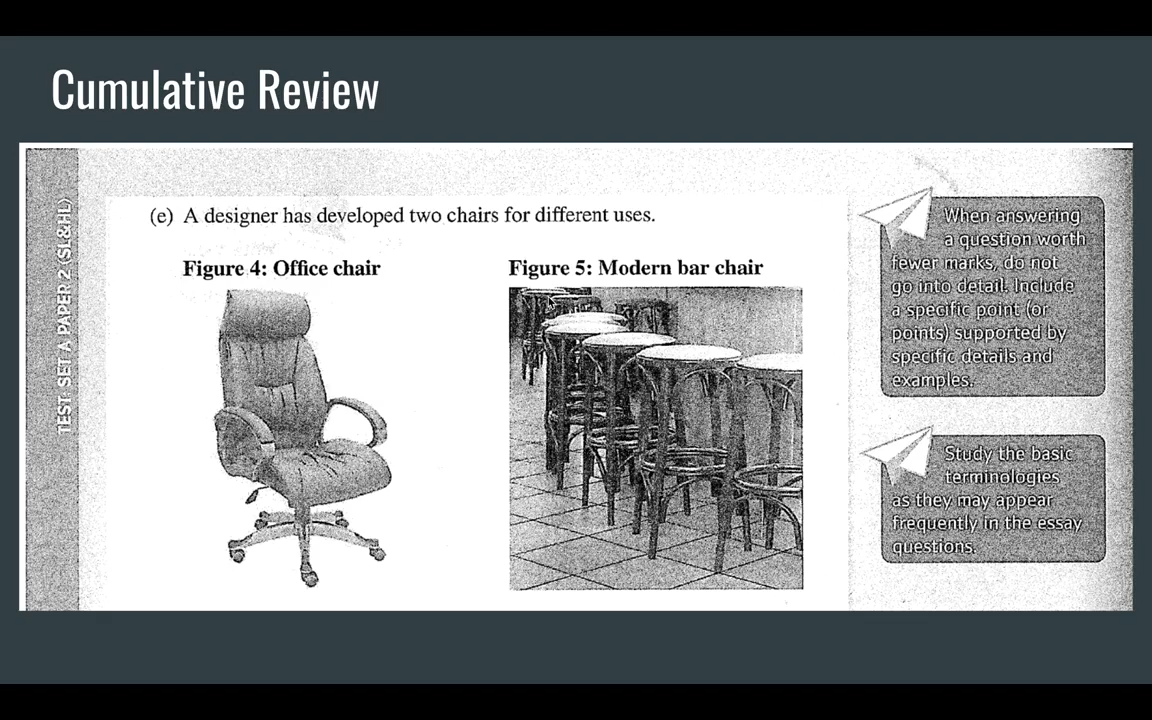 Cumulative Review
TEST SET A PAPER 2 (SL&HL)
(e) A designer has developed two chairs for different uses.
Figure 4: Office chair
Figure 5: Modern bar chair
When answering
a question worth
fewer marks, do not
go into detail. Include
a specific point (or
points) supported by
specific details and
examples.
Study the basic
terminologies
as they may appear
frequently in the essay
questions.